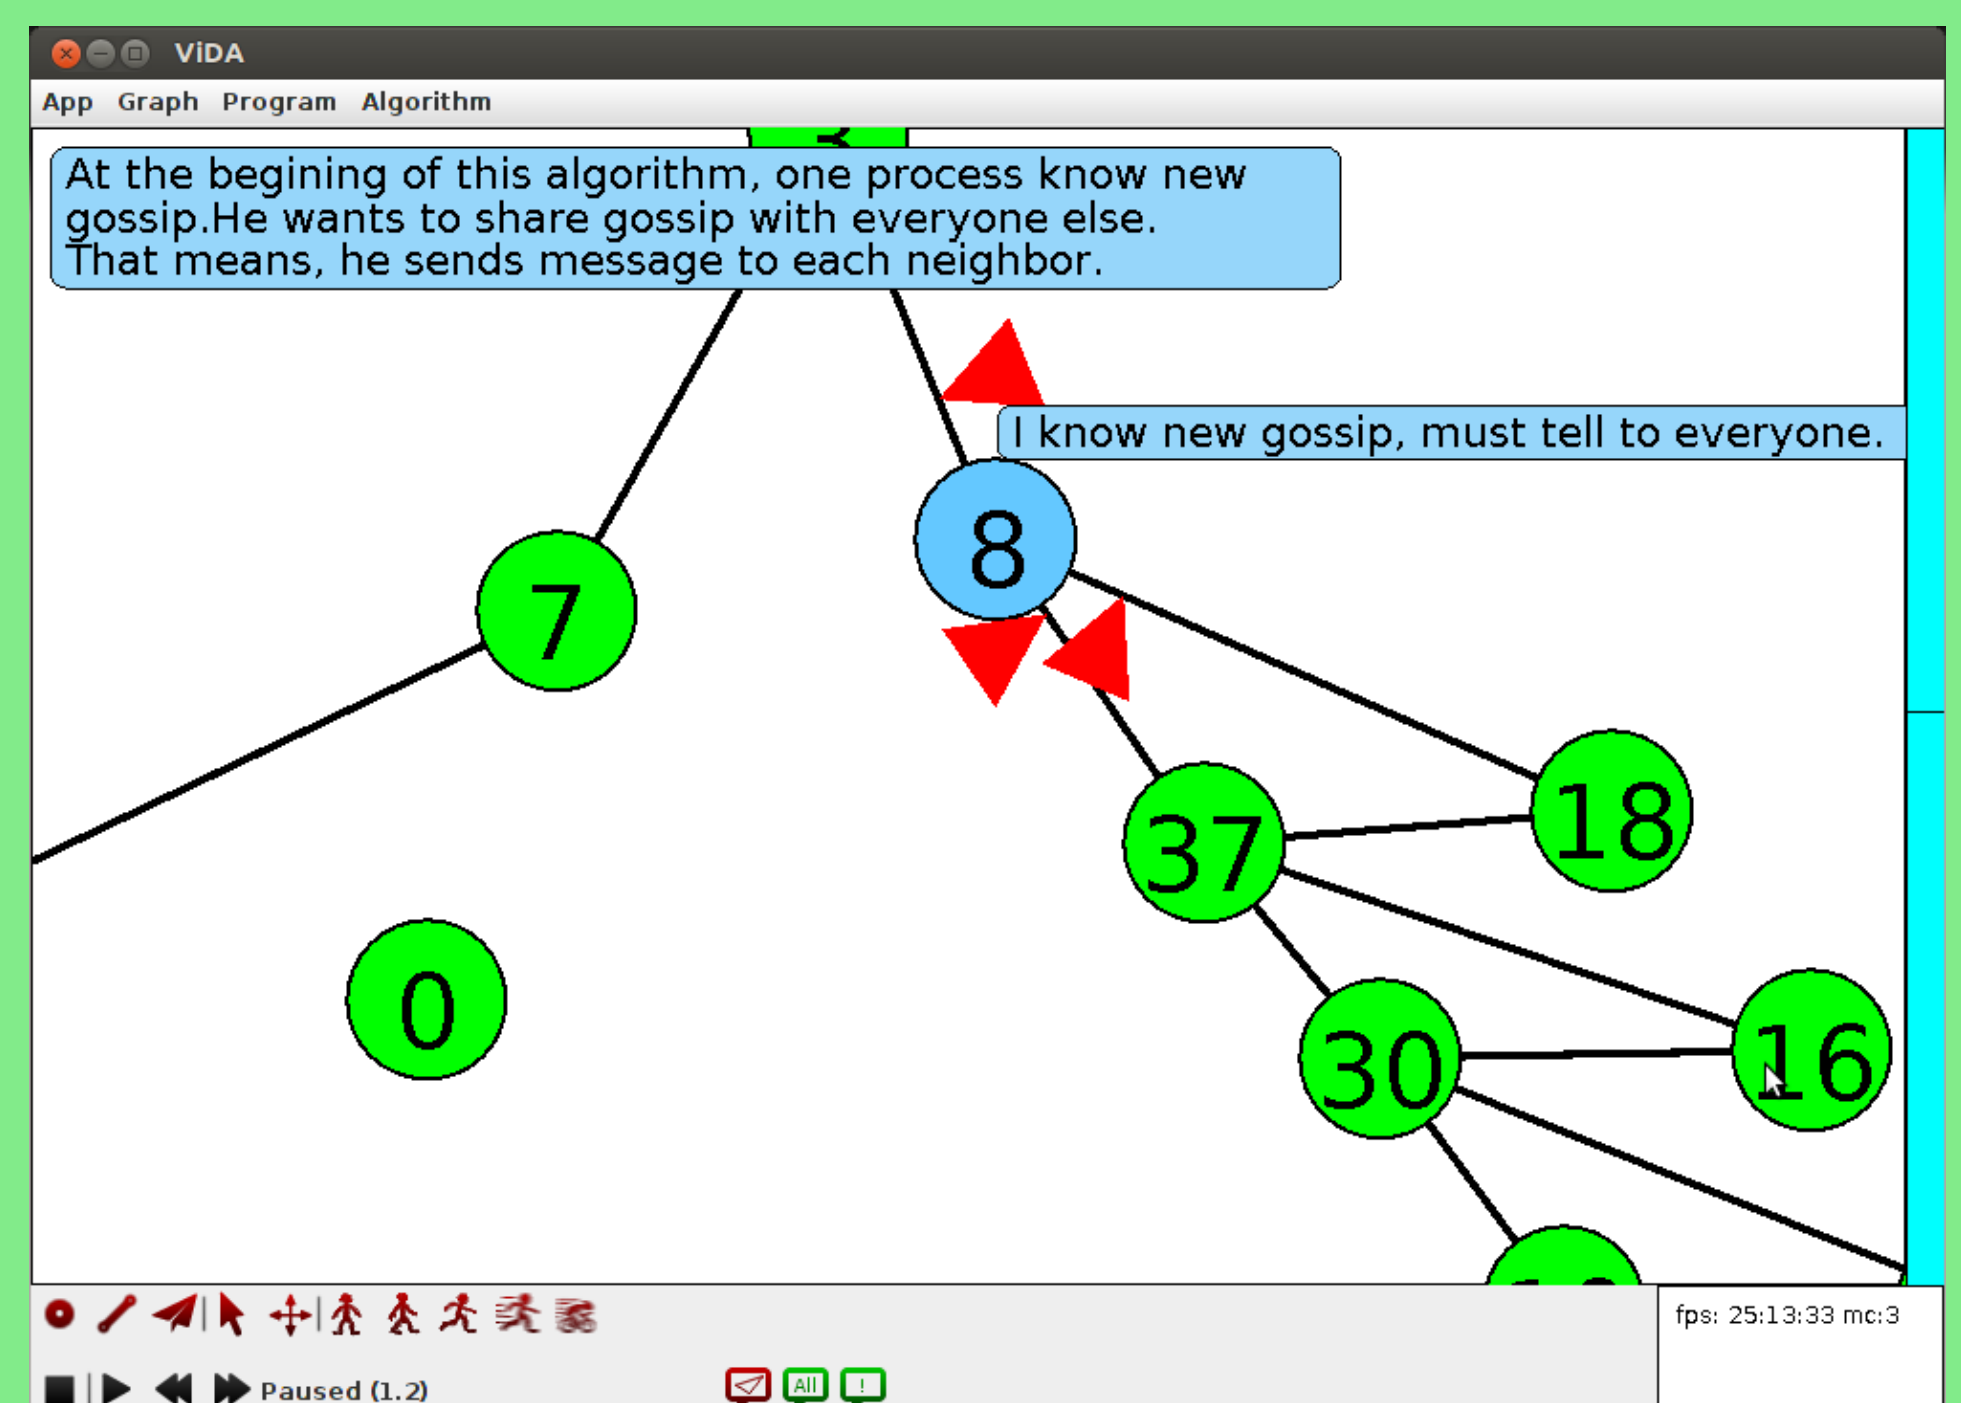 ViDA
App Graph Program Algorithm
At the begining of this algorithm, one process know new
gossip.He wants to share gossip with everyone else.
That means, he sends message to each neighbor.
I know new gossip, must tell to everyone.
8
7
18
37
0
16
30
fps: 25:13:33 mc:3
Paused (1.2)
All !